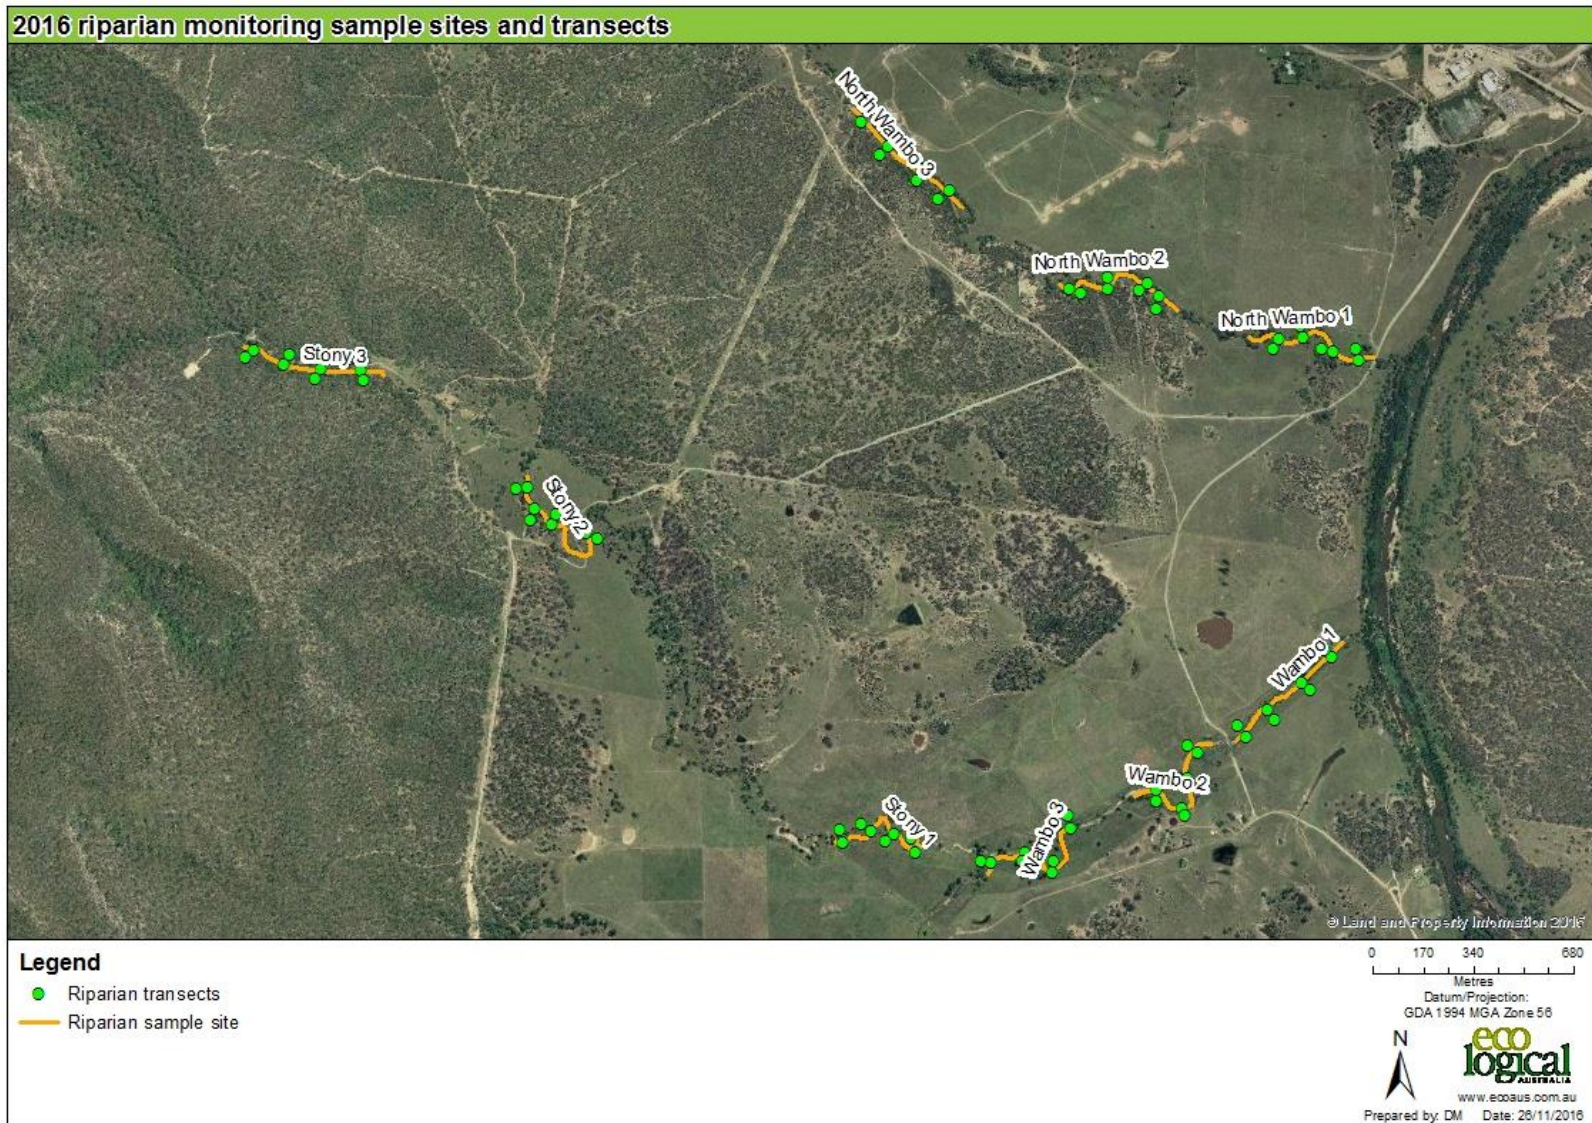 2016 riparian monitoring sample sites and transects
North Wambo 3
North Wambo 2
North Wambo 1
Stony 3
Stony 2
Wambo 1
Wambo 2
Stony 1
Wambo 3
© Land and Property Information 2015
Legend
Riparian transects
Riparian sample site
0 170 340 680
Metres
Datum/Projection:
GDA 1994 MGA Zone 56
N
eco
logical
AUSTRALIA
www.ecoaus.com.au
Prepared by: DM Date: 26/11/2016